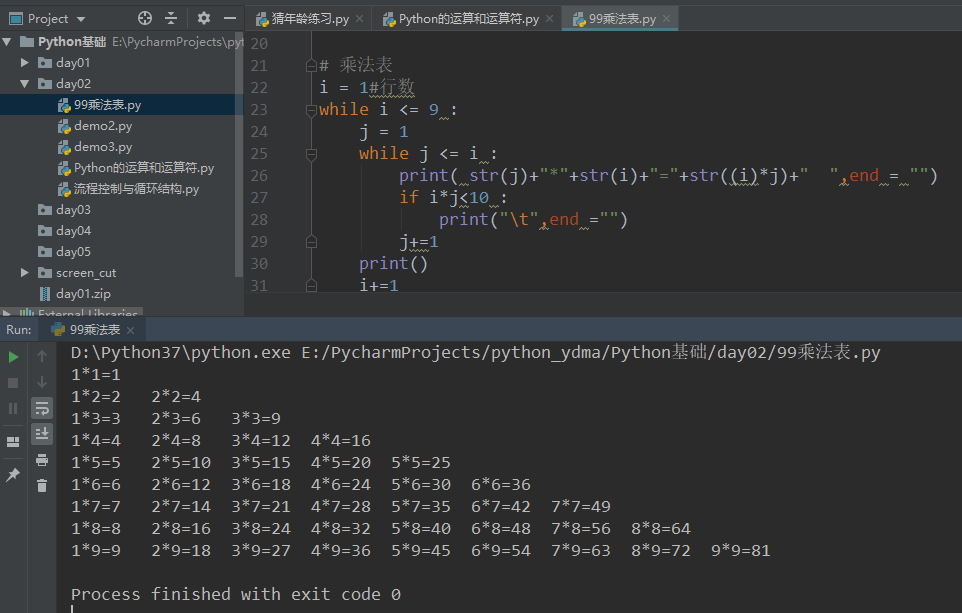 Project
猜年龄练习.py
Python的运算和运算符.py
99乘法表.py
Python基础 E:\PycharmProjects\pyt
day01
day02
99乘法表.py
demo2.py
demo3.py
Python的运算和运算符.py
流程控制与循环结构.py
day03
day04
day05
screen_cut
day01.zip
External Libraries
20
21 # 乘法表
22 i = 1#行数
23 while i <= 9 :
24 j = 1
25 while j <= i :
26 print( str(j)+"*"+str(i)+"="+str((i)*j)+"  ",end = "")
27 if i*j<10 :
28 print("\t",end ="")
29 j+=1
30 print()
31 i+=1
Run: 99乘法表
D:\Python37\python.exe E:/PycharmProjects/python_ydma/Python基础/day02/99乘法表.py
1*1=1
1*2=2 2*2=4
1*3=3 2*3=6 3*3=9
1*4=4 2*4=8 3*4=12 4*4=16
1*5=5 2*5=10 3*5=15 4*5=20 5*5=25
1*6=6 2*6=12 3*6=18 4*6=24 5*6=30 6*6=36
1*7=7 2*7=14 3*7=21 4*7=28 5*7=35 6*7=42 7*7=49
1*8=8 2*8=16 3*8=24 4*8=32 5*8=40 6*8=48 7*8=56 8*8=64
1*9=9 2*9=18 3*9=27 4*9=36 5*9=45 6*9=54 7*9=63 8*9=72 9*9=81
Process finished with exit code 0